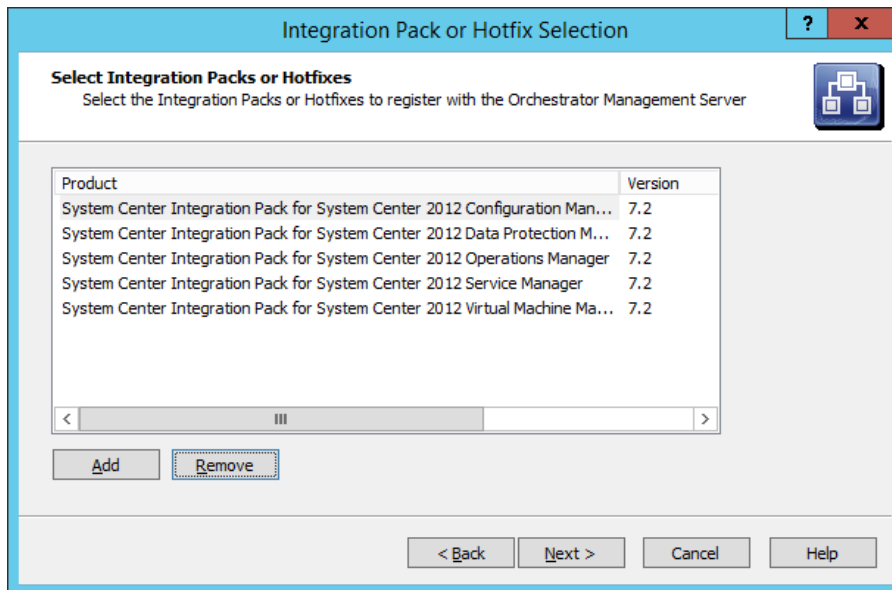 Integration Pack or Hotfix Selection
? x
Select Integration Packs or Hotfixes
Select the Integration Packs or Hotfixes to register with the Orchestrator Management Server
Product Version
System Center Integration Pack for System Center 2012 Configuration Man... 7.2
System Center Integration Pack for System Center 2012 Data Protection M... 7.2
System Center Integration Pack for System Center 2012 Operations Manager 7.2
System Center Integration Pack for System Center 2012 Service Manager 7.2
System Center Integration Pack for System Center 2012 Virtual Machine Ma... 7.2
Add Remove
< Back Next > Cancel Help